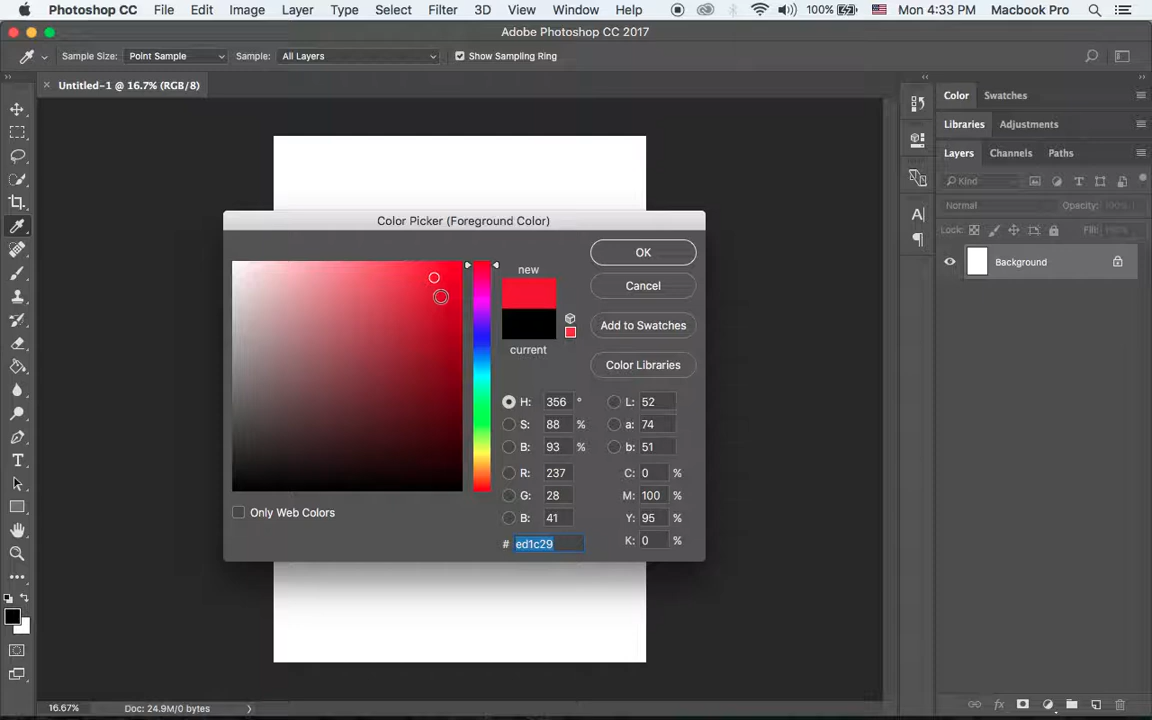 Photoshop CC File Edit Image Layer Type Select Filter 3D View Window Help 100% Mon 4:33 PM Macbook Pro
Adobe Photoshop CC 2017
Sample Size: Point Sample Sample: All Layers Show Sampling Ring
× Untitled-1 @ 16.7% (RGB/8)
Color Swatches
Libraries Adjustments
Layers Channels Paths
Kind
Normal Opacity: 100%
Lock: Fill: 100%
Background
Color Picker (Foreground Color)
new
current
OK
Cancel
Add to Swatches
Color Libraries
H: 356 ° L: 52
S: 88 % a: 74
B: 93 % b: 51
R: 237 C: 0 %
G: 28 M: 100 %
B: 41 Y: 95 %
# ed1c29 K: 0 %
Only Web Colors
16.67% Doc: 24.9M/0 bytes